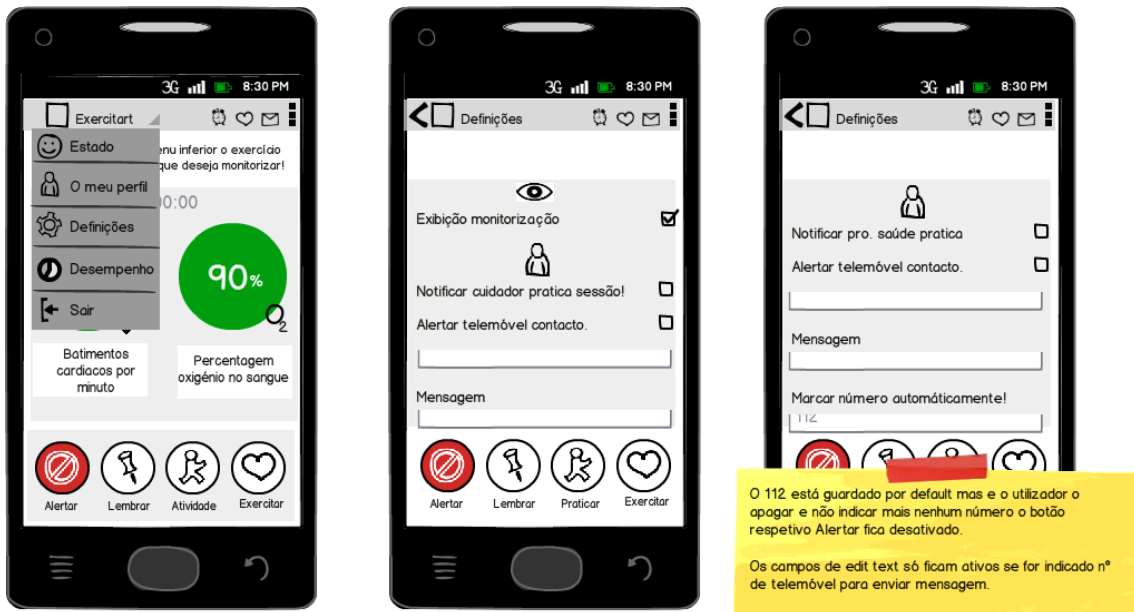 3G 8:30 PM
Exercitart
Estado
O meu perfil
Definições
Desempenho
Sair
enu inferior o exercício
que deseja monitorizar!
00:00
90%
O2
Batimentos
cardiacos por
minuto
Percentagem
oxigénio no sangue
Alertar
Lembrar
Atividade
Exercitar
3G 8:30 PM
Definições
Exibição monitorização
Notificar cuidador pratica sessão!
Alertar telemóvel contacto.
Mensagem
Alertar
Lembrar
Praticar
Exercitar
3G 8:30 PM
Definições
Notificar pro. saúde pratica
Alertar telemóvel contacto.
Mensagem
Marcar número automáticamente!
112
O 112 está guardado por default mas e o utilizador o
apagar e não indicar mais nenhum número o botão
respetivo Alertar fica desativado.
Os campos de edit text só ficam ativos se for indicado nº
de telemóvel para enviar mensagem.